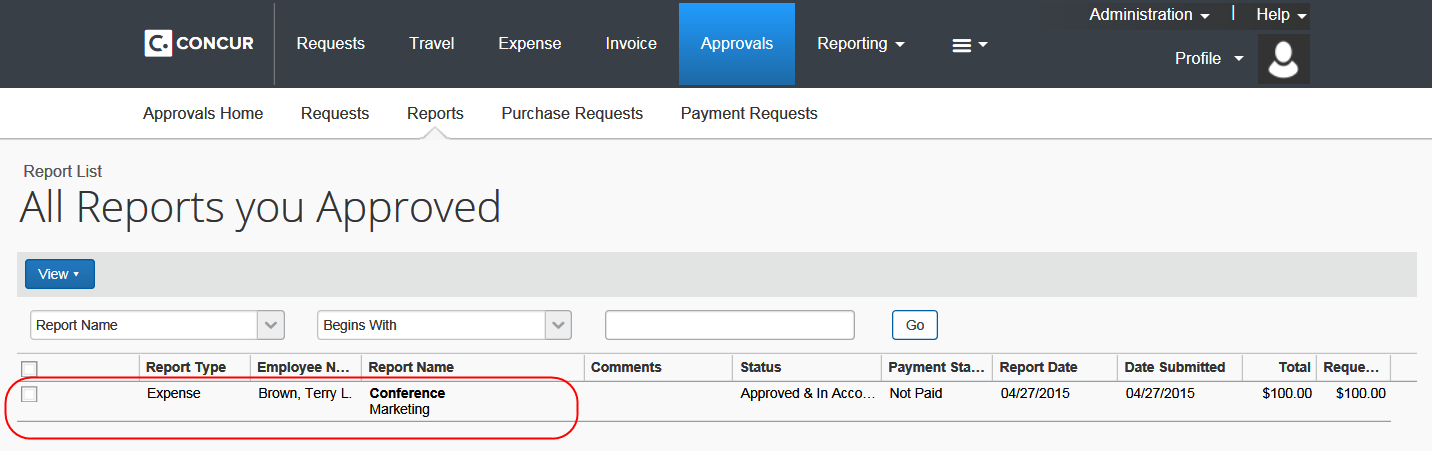 Administration | Help
C. CONCUR Requests Travel Expense Invoice Approvals Reporting
Profile
Approvals Home Requests Reports Purchase Requests Payment Requests
Report List
All Reports you Approved
View
Report Name Begins With Go
Report Type Employee N... Report Name Comments Status Payment Sta... Report Date Date Submitted Total Reque...
Expense Brown, Terry L. Conference Approved & In Acco... Not Paid 04/27/2015 04/27/2015 $100.00 $100.00
Marketing